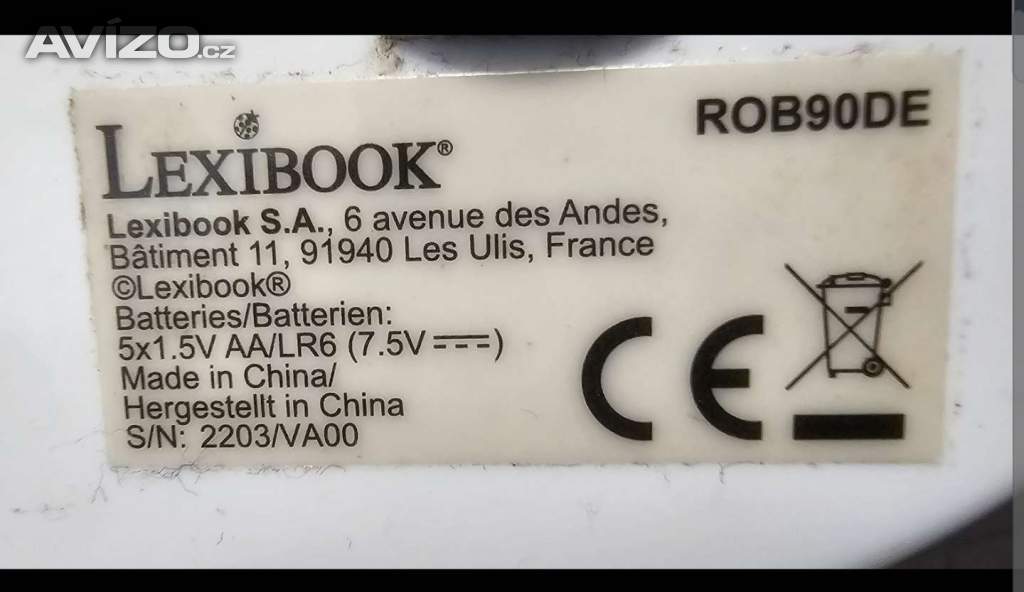 AVÍZO.cz
ROB90DE
LEXIBOOK®
Lexibook S.A., 6 avenue des Andes,
Bâtiment 11, 91940 Les Ulis, France
©Lexibook®
Batteries/Batterien:
5x1.5V AA/LR6 (7.5V⎓)
Made in China/
Hergestellt in China
S/N: 2203/VA00
CE